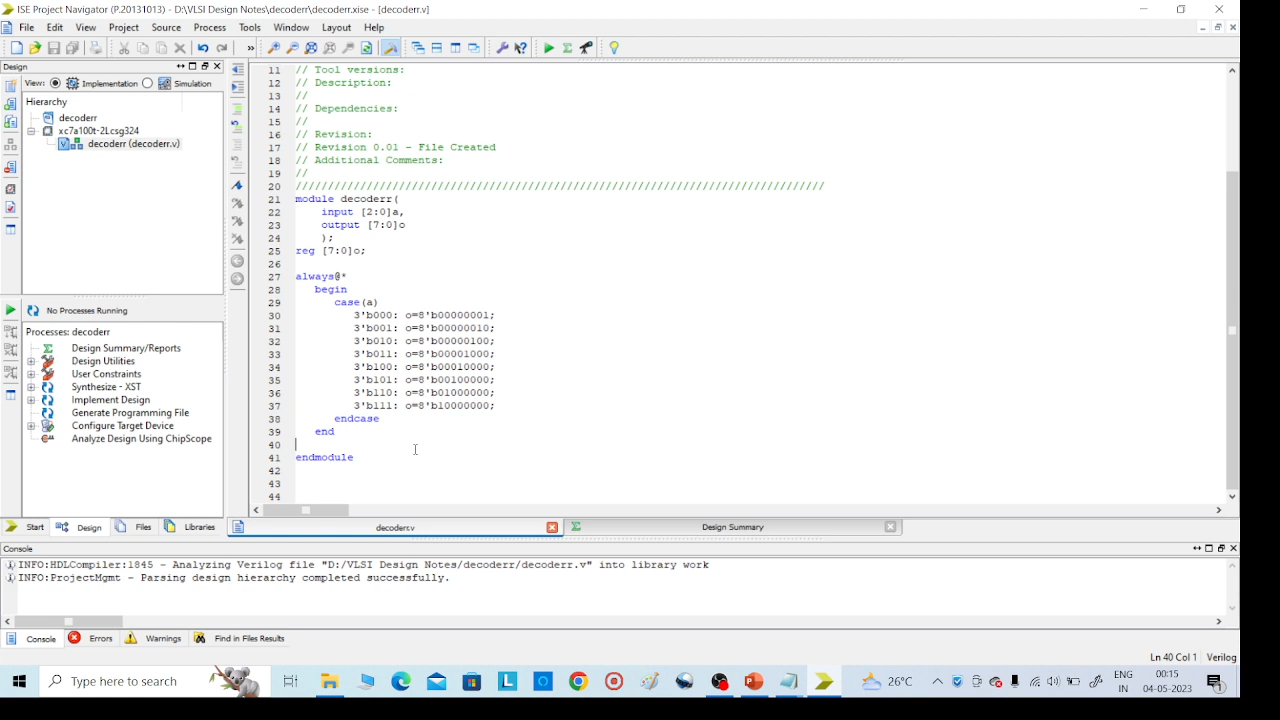 ISE Project Navigator (P.20131013) - D:\VLSI Design Notes\decoderr\decoderr.xise - [decoderr.v]
File Edit View Project Source Process Tools Window Layout Help
»
Design
View: Implementation Simulation
Hierarchy
decoderr
xc7a100t-2Lcsg324
decoderr (decoderr.v)
No Processes Running
Processes: decoderr
Design Summary/Reports
Design Utilities
User Constraints
Synthesize - XST
Implement Design
Generate Programming File
Configure Target Device
Analyze Design Using ChipScope
Start Design Files Libraries
11 // Tool versions:
12 // Description:
13 //
14 // Dependencies:
15 //
16 // Revision:
17 // Revision 0.01 - File Created
18 // Additional Comments:
19 //
20 //////////////////////////////////////////////////////////////////////////////////
21 module decoderr(
22 input [2:0]a,
23 output [7:0]o
24 );
25 reg [7:0]o;
26
27 always@*
28 begin
29 case(a)
30 3'b000: o=8'b00000001;
31 3'b001: o=8'b00000010;
32 3'b010: o=8'b00000100;
33 3'b011: o=8'b00001000;
34 3'b100: o=8'b00010000;
35 3'b101: o=8'b00100000;
36 3'b110: o=8'b01000000;
37 3'b111: o=8'b10000000;
38 endcase
39 end
40
41 endmodule
42
43
44
decoderr.v Design Summary
Console
INFO:HDLCompiler:1845 - Analyzing Verilog file "D:/VLSI Design Notes/decoderr/decoderr.v" into library work
INFO:ProjectMgmt - Parsing design hierarchy completed successfully.
Console Errors Warnings Find in Files Results
Ln 40 Col 1 Verilog
Type here to search
26°C
ENG
IN
00:15
04-05-2023
1